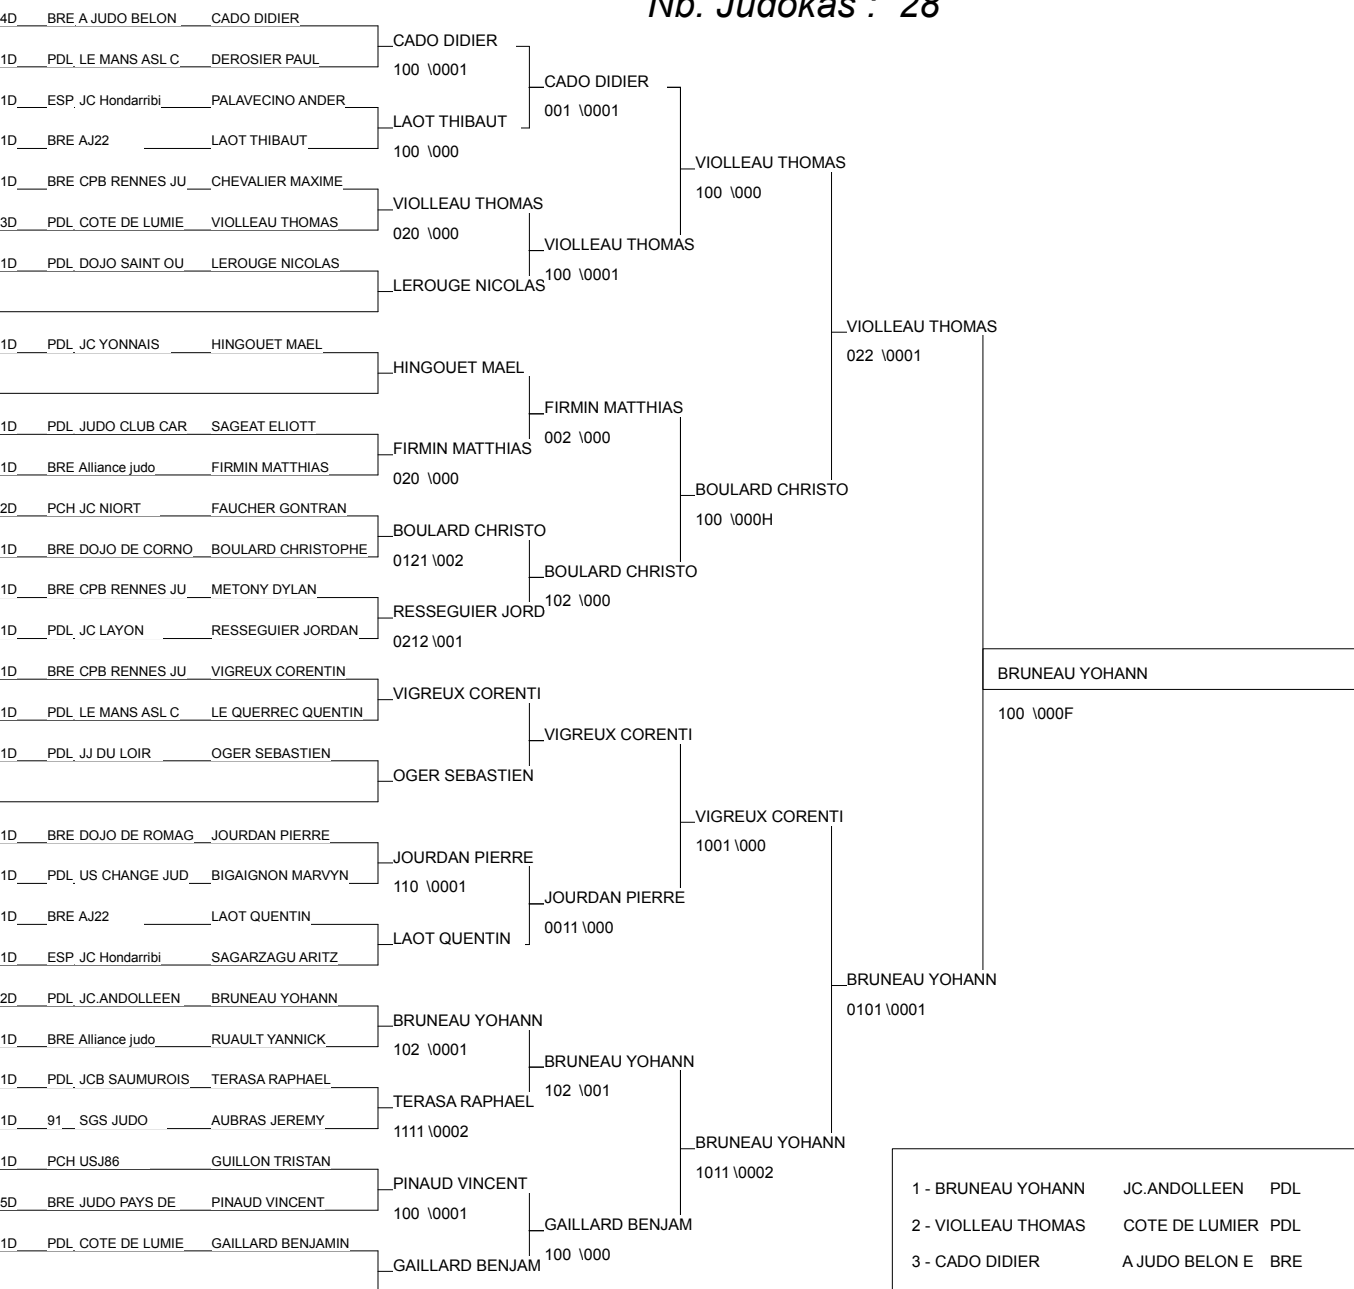 Nb. Judokas : 28
4D BRE A JUDO BELON CADO DIDIER
CADO DIDIER
1D PDL LE MANS ASL C DEROSIER PAUL
100 \0001
CADO DIDIER
1D ESP JC Hondarribi PALAVECINO ANDER
001 \0001
LAOT THIBAUT
1D BRE AJ22 LAOT THIBAUT
100 \000
VIOLLEAU THOMAS
1D BRE CPB RENNES JU CHEVALIER MAXIME
100 \000
VIOLLEAU THOMAS
3D PDL COTE DE LUMIE VIOLLEAU THOMAS
020 \000
VIOLLEAU THOMAS
1D PDL DOJO SAINT OU LEROUGE NICOLAS
100 \0001
LEROUGE NICOLAS
VIOLLEAU THOMAS
1D PDL JC YONNAIS HINGOUET MAEL
022 \0001
HINGOUET MAEL
FIRMIN MATTHIAS
1D PDL JUDO CLUB CAR SAGEAT ELIOTT
002 \000
FIRMIN MATTHIAS
1D BRE Alliance judo FIRMIN MATTHIAS
020 \000
BOULARD CHRISTO
2D PCH JC NIORT FAUCHER GONTRAN
100 \000H
BOULARD CHRISTO
1D BRE DOJO DE CORNO BOULARD CHRISTOPHE
0121 \002
BOULARD CHRISTO
1D BRE CPB RENNES JU METONY DYLAN
102 \000
RESSEGUIER JORD
1D PDL JC LAYON RESSEGUIER JORDAN
0212 \001
1D BRE CPB RENNES JU VIGREUX CORENTIN
BRUNEAU YOHANN
VIGREUX CORENTI
1D PDL LE MANS ASL C LE QUERREC QUENTIN
100 \000F
VIGREUX CORENTI
1D PDL JJ DU LOIR OGER SEBASTIEN
OGER SEBASTIEN
VIGREUX CORENTI
1D BRE DOJO DE ROMAG JOURDAN PIERRE
1001 \000
JOURDAN PIERRE
1D PDL US CHANGE JUD BIGAIGNON MARVYN
110 \0001
JOURDAN PIERRE
1D BRE AJ22 LAOT QUENTIN
0011 \000
LAOT QUENTIN
1D ESP JC Hondarribi SAGARZAGU ARITZ
BRUNEAU YOHANN
2D PDL JC.ANDOLLEEN BRUNEAU YOHANN
0101 \0001
BRUNEAU YOHANN
1D BRE Alliance judo RUAULT YANNICK
102 \0001
BRUNEAU YOHANN
1D PDL JCB SAUMUROIS TERASA RAPHAEL
102 \001
TERASA RAPHAEL
1D 91 SGS JUDO AUBRAS JEREMY
1111 \0002
BRUNEAU YOHANN
1D PCH USJ86 GUILLON TRISTAN
1011 \0002
PINAUD VINCENT
1 - BRUNEAU YOHANN JC.ANDOLLEEN PDL
5D BRE JUDO PAYS DE PINAUD VINCENT
100 \0001
GAILLARD BENJAM
2 - VIOLLEAU THOMAS COTE DE LUMIER PDL
1D PDL COTE DE LUMIE GAILLARD BENJAMIN
100 \000
GAILLARD BENJAM
3 - CADO DIDIER A JUDO BELON E BRE